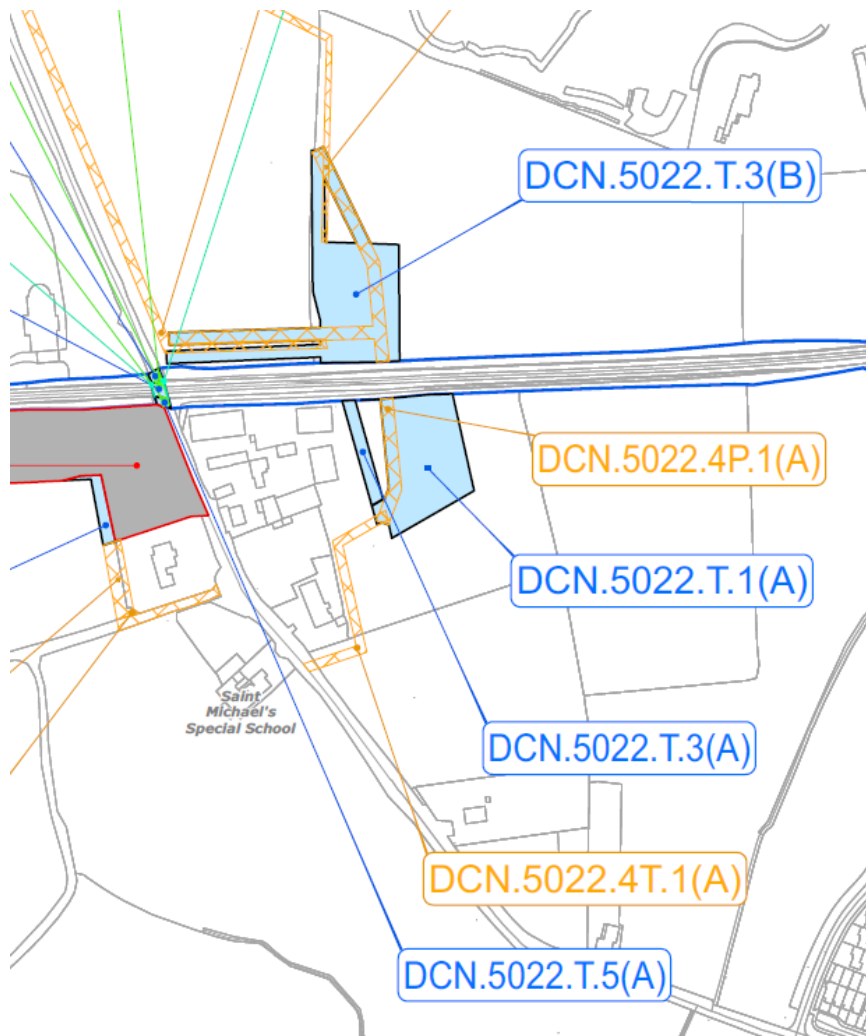 DCN.5022.T.3(B)
DCN.5022.4P.1(A)
DCN.5022.T.1(A)
Saint
Michael's
Special School
DCN.5022.T.3(A)
DCN.5022.4T.1(A)
DCN.5022.T.5(A)